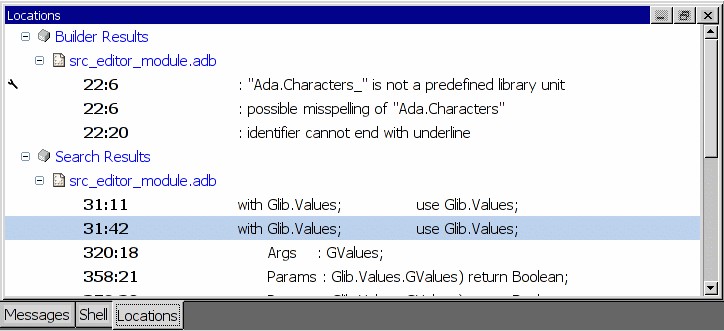 Locations
Builder Results
src_editor_module.adb
22:6 : "Ada.Characters_" is not a predefined library unit
22:6 : possible misspelling of "Ada.Characters"
22:20 : identifier cannot end with underline
Search Results
src_editor_module.adb
31:11 with Glib.Values; use Glib.Values;
31:42 with Glib.Values; use Glib.Values;
320:18 Args : GValues;
358:21 Params : Glib.Values.GValues) return Boolean;
Messages Shell Locations